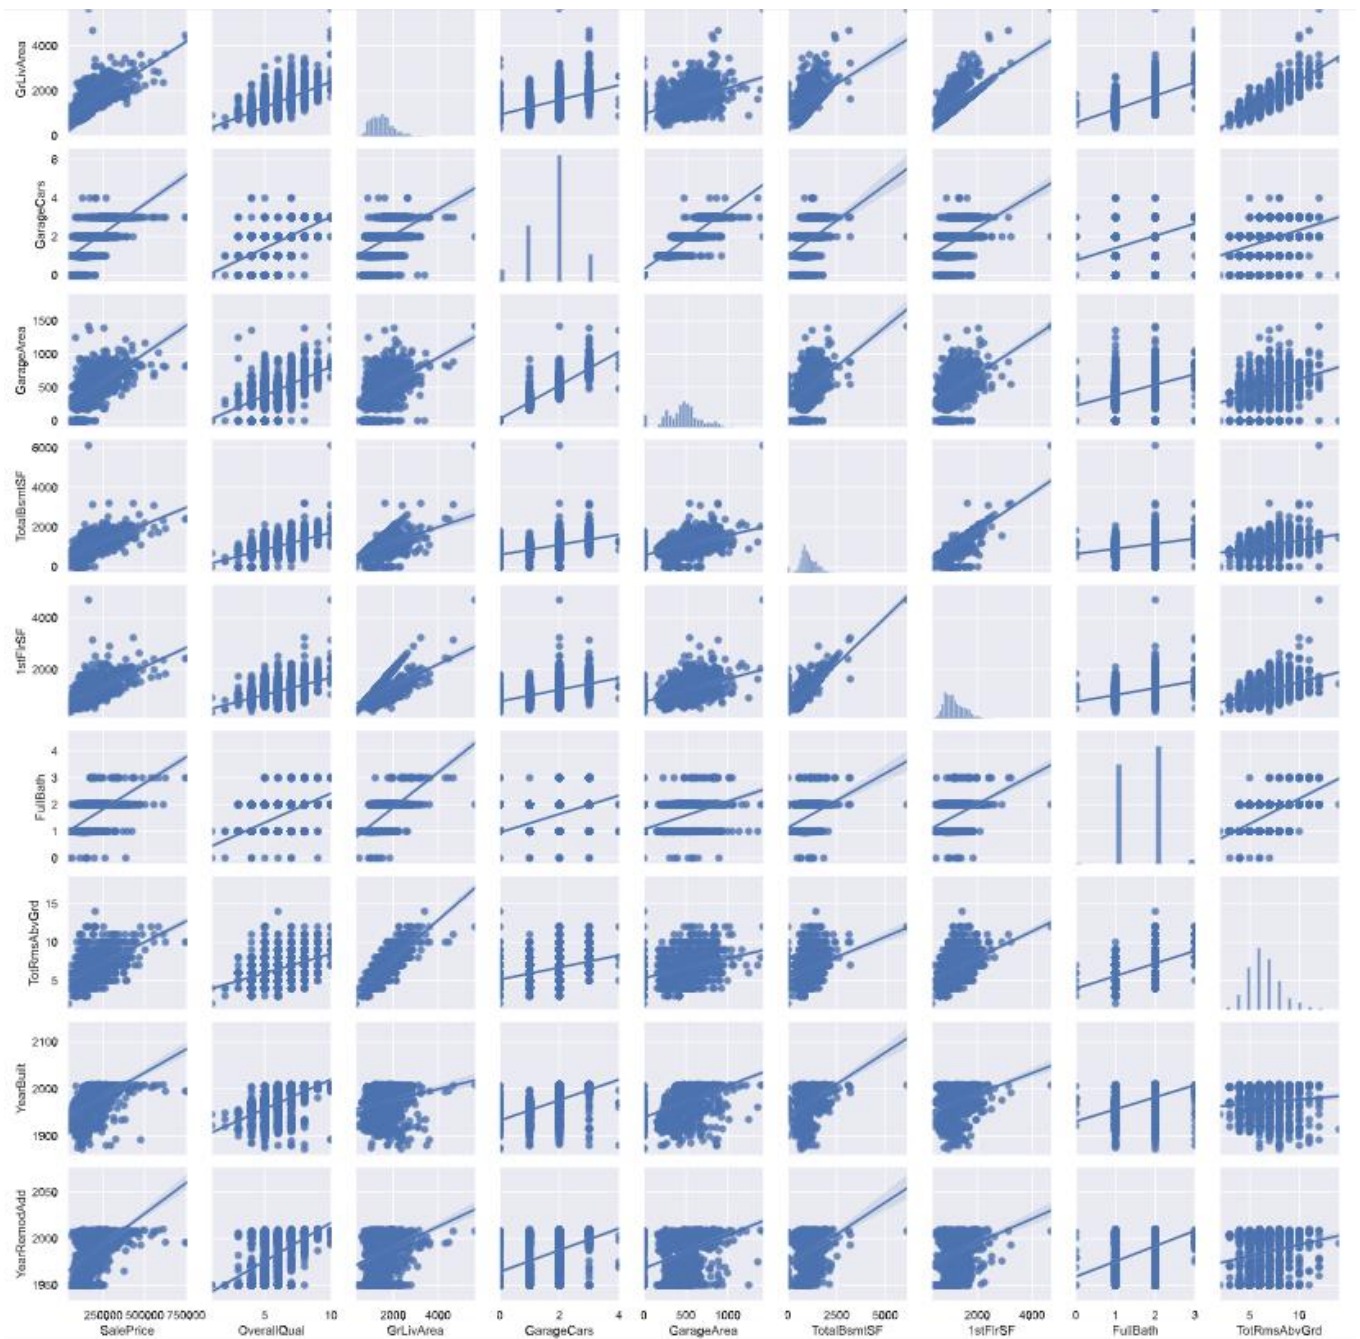 GrLivArea
4000
2000
0
GarageCars
6
4
2
0
GarageArea
1500
1000
500
0
TotalBsmtSF
6000
4000
2000
0
1stFlrSF
4000
2000
FullBath
4
3
2
1
0
TotRmsAbvGrd
15
10
5
YearBuilt
2100
2000
1900
YearRemodAdd
2050
2000
1950
250000 500000 750000 5 10 2000 4000 0 2 4 0 500 1000 0 5000 2000 4000 0 1 2 3 5 10
SalePrice OverallQual GrLivArea GarageCars GarageArea TotalBsmtSF 1stFlrSF FullBath TotRmsAbvGrd